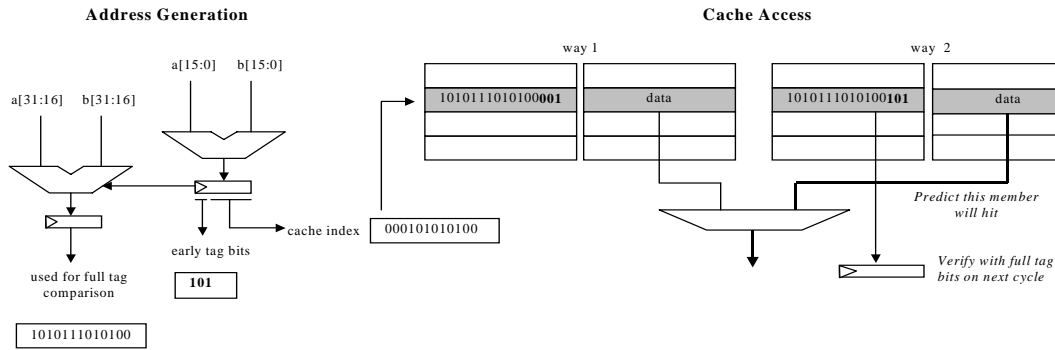 Address Generation
a[15:0] b[15:0]
a[31:16] b[31:16]
early tag bits
101
cache index
000101010100
used for full tag
comparison
1010111010100
Cache Access
way 1
way 2
1010111010100001
data
1010111010100101
data
Predict this member
will hit
Verify with full tag
bits on next cycle